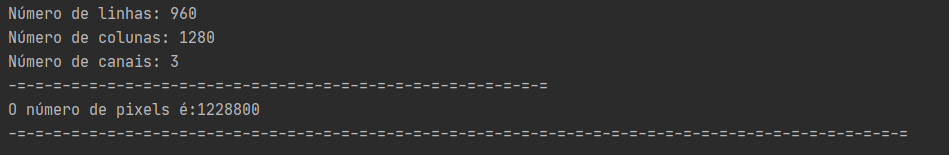 Número de linhas: 960
Número de colunas: 1280
Número de canais: 3
-=-=-=-=-=-=-=-=-=-=-=-=-=-=-=-=-=-=-=-=-=-=-=-=-=-=-=-=-=-=
O número de pixels é:1228800
-=-=-=-=-=-=-=-=-=-=-=-=-=-=-=-=-=-=-=-=-=-=-=-=-=-=-=-=-=-=-=-=-=-=-=-=-=-=-=-=-=-=-=-=-=-=-=-=-=-=